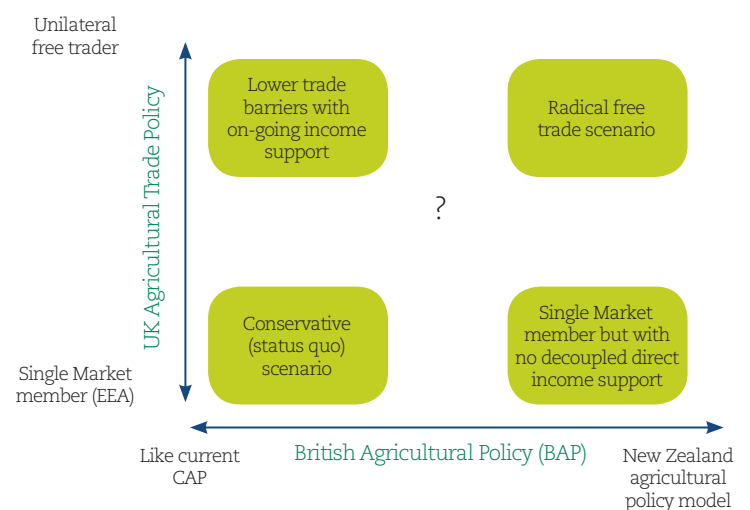 Unilateral
free trader
UK Agricultural Trade Policy
Lower trade
barriers with
on-going income
support
Radical free
trade scenario
?
Conservative
(status quo)
scenario
Single Market
member but with
no decoupled direct
income support
Single Market
member (EEA)
Like current
CAP
British Agricultural Policy (BAP)
New Zealand
agricultural
policy model